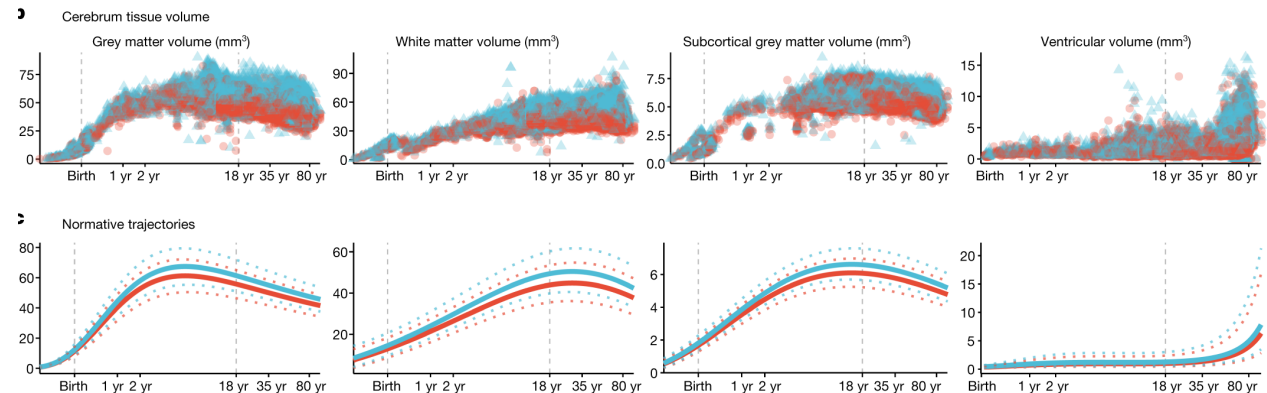 b Cerebrum tissue volume
Grey matter volume (mm³) White matter volume (mm³) Subcortical grey matter volume (mm³) Ventricular volume (mm³)
75 50 25 0
90 60 30 0
7.5 5.0 2.5 0.0
15 10 5 0
Birth 1 yr 2 yr 18 yr 35 yr 80 yr Birth 1 yr 2 yr 18 yr 35 yr 80 yr Birth 1 yr 2 yr 18 yr 35 yr 80 yr Birth 1 yr 2 yr 18 yr 35 yr 80 yr
c Normative trajectories
80 60 40 20 0
60 40 20
6 4 2 0
20 15 10 5 0
Birth 1 yr 2 yr 18 yr 35 yr 80 yr Birth 1 yr 2 yr 18 yr 35 yr 80 yr Birth 1 yr 2 yr 18 yr 35 yr 80 yr Birth 1 yr 2 yr 18 yr 35 yr 80 yr